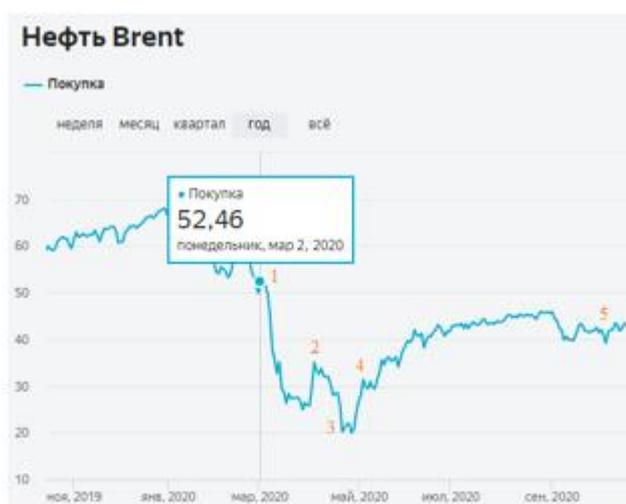 Нефть Brent
Покупка
неделя месяц квартал год всё
70
Покупка
52,46
понедельник, мар 2, 2020
60
50
1
40
2
4
5
30
3
20
10
ноя, 2019 янв, 2020 мар, 2020 май, 2020 июл, 2020 сен, 2020